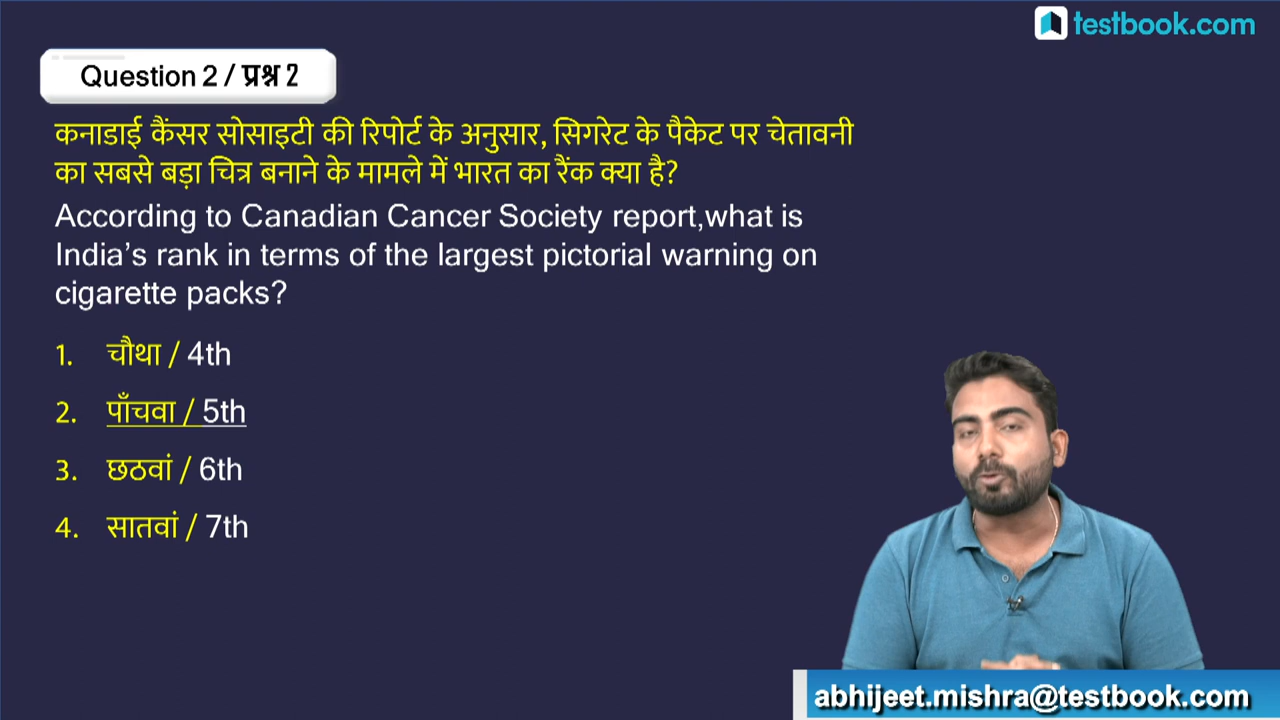 testbook.com
Question 2 / प्रश्न 2
कनाडाई कैंसर सोसाइटी की रिपोर्ट के अनुसार, सिगरेट के पैकेट पर चेतावनी
का सबसे बड़ा चित्र बनाने के मामले में भारत का रैंक क्या है?
According to Canadian Cancer Society report,what is
India’s rank in terms of the largest pictorial warning on
cigarette packs?
1. चौथा / 4th
2. पाँचवा / 5th
3. छठवां / 6th
4. सातवां / 7th
abhijeet.mishra@testbook.com